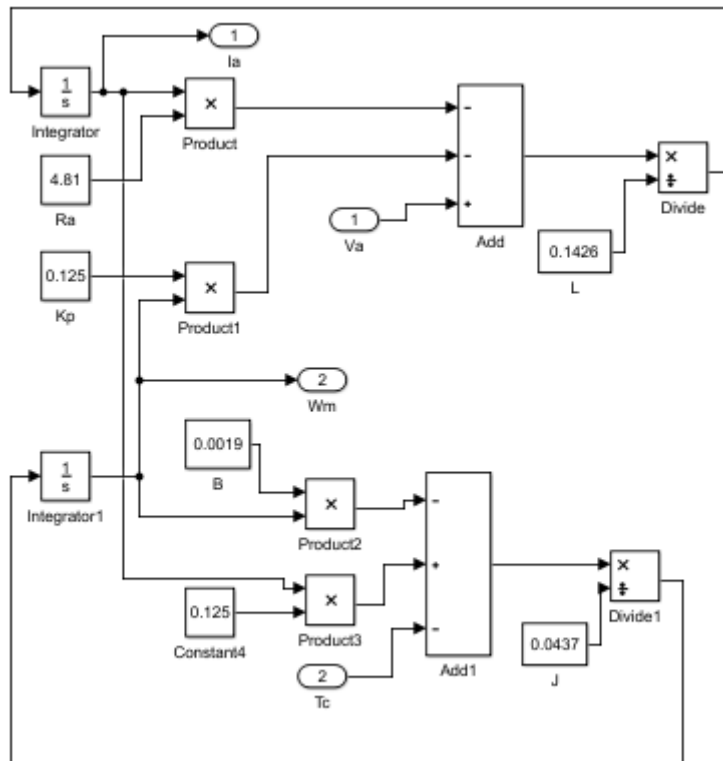 1
Ia
1
s
Integrator
×
Product
−
−
+
Add
×
÷
Divide
4.81
Ra
1
Va
0.1426
L
0.125
Kp
×
Product1
2
Wm
0.0019
B
1
s
Integrator1
×
Product2
−
+
−
Add1
×
÷
Divide1
0.125
Constant4
×
Product3
0.0437
J
2
Tc